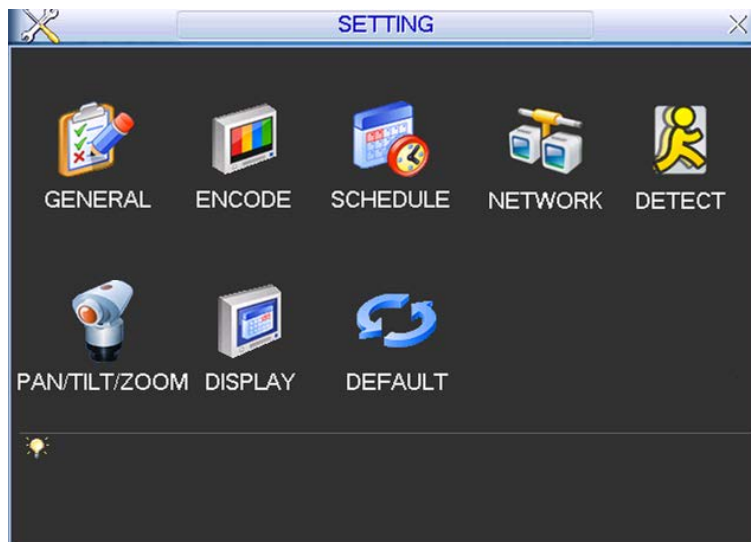 SETTING
GENERAL ENCODE SCHEDULE NETWORK DETECT
PAN/TILT/ZOOM DISPLAY DEFAULT